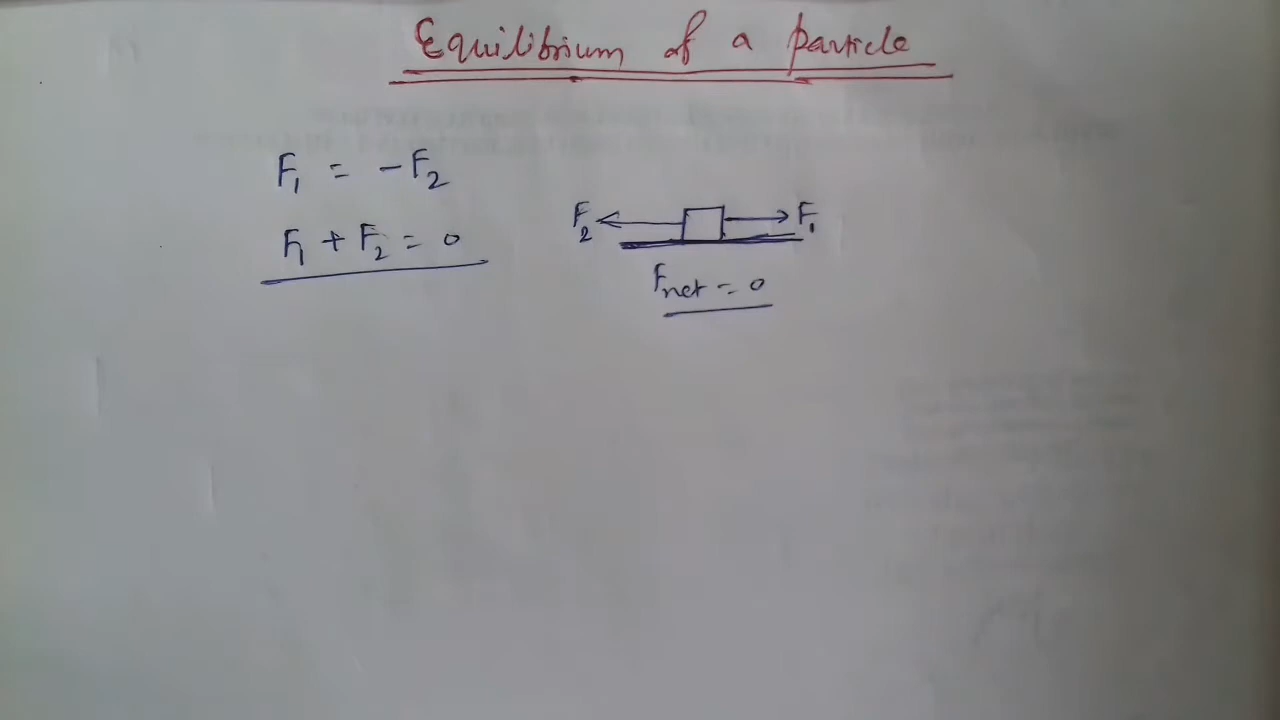 Equilibrium of a particle
F₁ = -F₂
F₁ + F₂ = 0
F₂ F₁
Fnet = 0